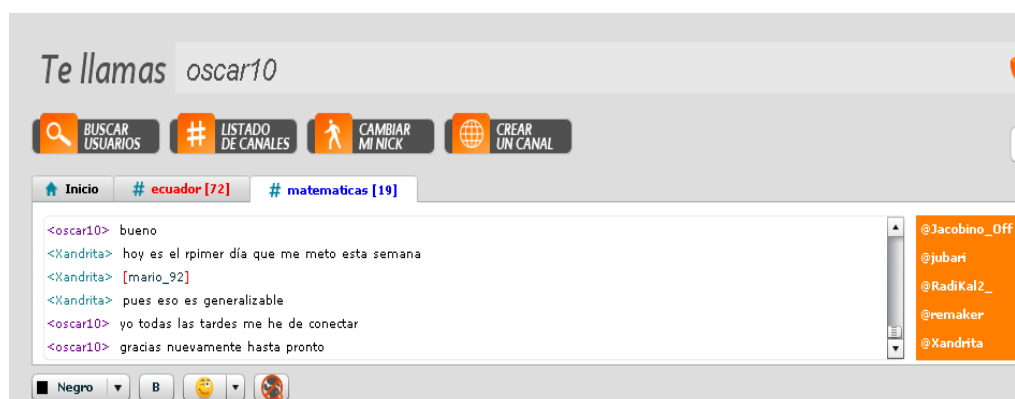 Te llamas oscar10
BUSCAR
USUARIOS
LISTADO
DE CANALES
CAMBIAR
MI NICK
CREAR
UN CANAL
Inicio
# ecuador [72]
# matematicas [19]
<oscar10> bueno
<Xandrita> hoy es el rpimer día que me meto esta semana
<Xandrita> [mario_92]
<Xandrita> pues eso es generalizable
<oscar10> yo todas las tardes me he de conectar
<oscar10> gracias nuevamente hasta pronto
@Jacobino_Off
@jubari
@RadiKal2_
@remaker
@Xandrita
Negro
B